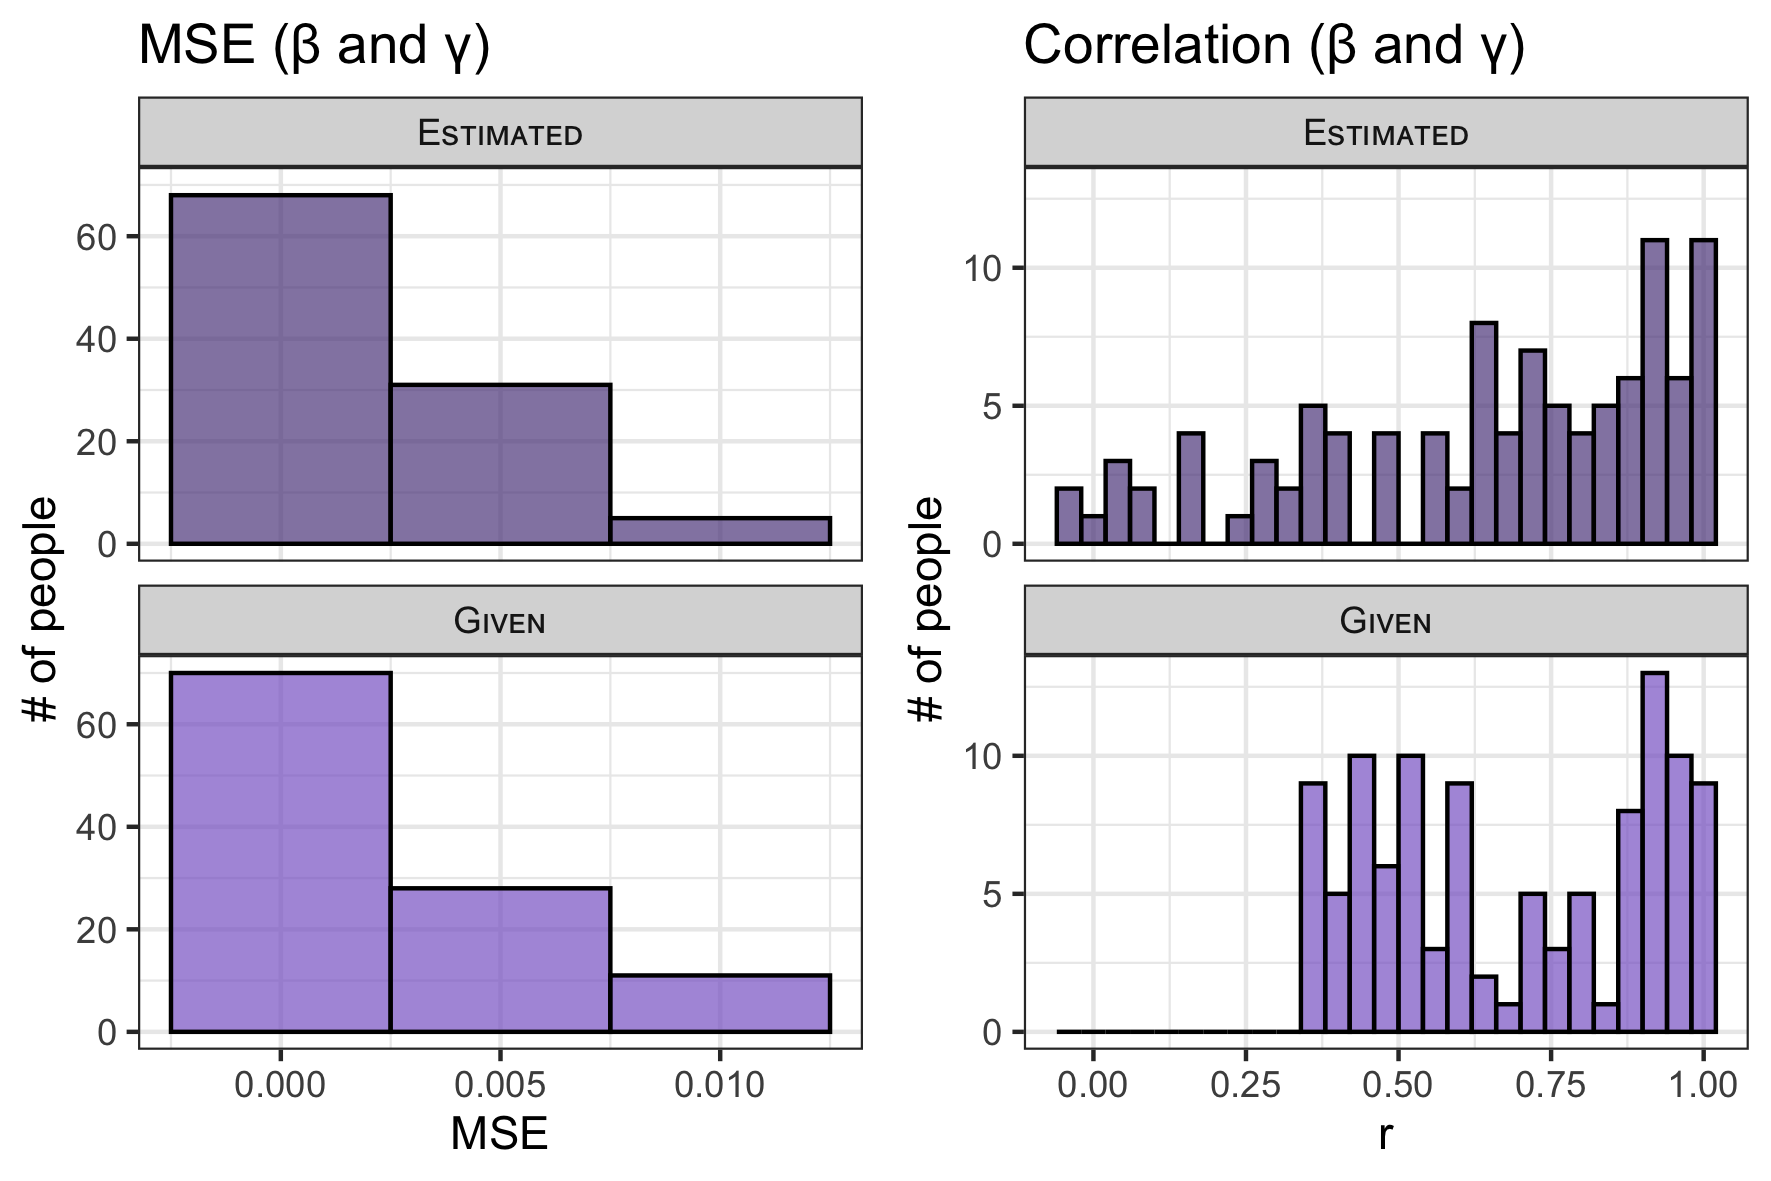 MSE (β and γ)
Estimated
60
40
20
0
Given
60
40
20
0
# of people
0.000 0.005 0.010
MSE
Correlation (β and γ)
Estimated
10
5
0
Given
10
5
0
# of people
0.00 0.25 0.50 0.75 1.00
r